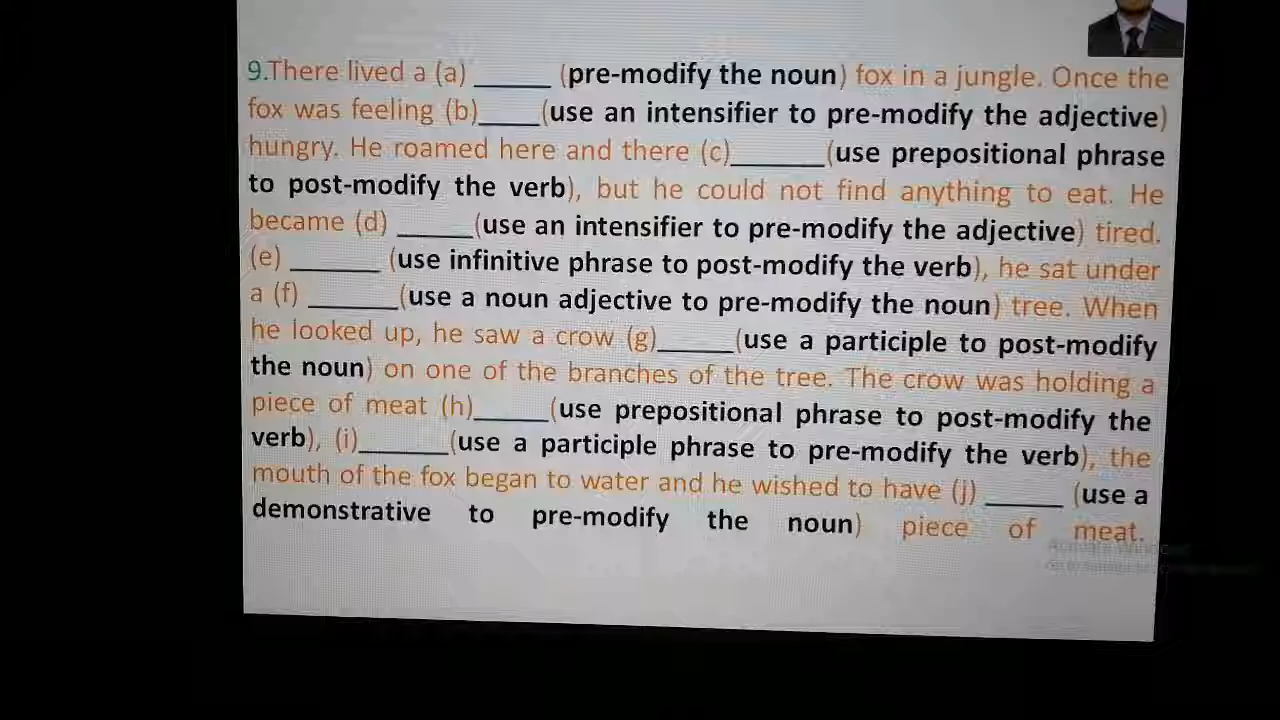 9.There lived a (a) ______ (pre-modify the noun) fox in a jungle. Once the
fox was feeling (b)____(use an intensifier to pre-modify the adjective)
hungry. He roamed here and there (c)_______(use prepositional phrase
to post-modify the verb), but he could not find anything to eat. He
became (d) _____(use an intensifier to pre-modify the adjective) tired.
(e) _______ (use infinitive phrase to post-modify the verb), he sat under
a (f) _______(use a noun adjective to pre-modify the noun) tree. When
he looked up, he saw a crow (g)______(use a participle to post-modify
the noun) on one of the branches of the tree. The crow was holding a
piece of meat (h)_____(use prepositional phrase to post-modify the
verb), (i)_______(use a participle phrase to pre-modify the verb), the
mouth of the fox began to water and he wished to have (j) ______ (use a
demonstrative to pre-modify the noun) piece of meat.
Activate Windows